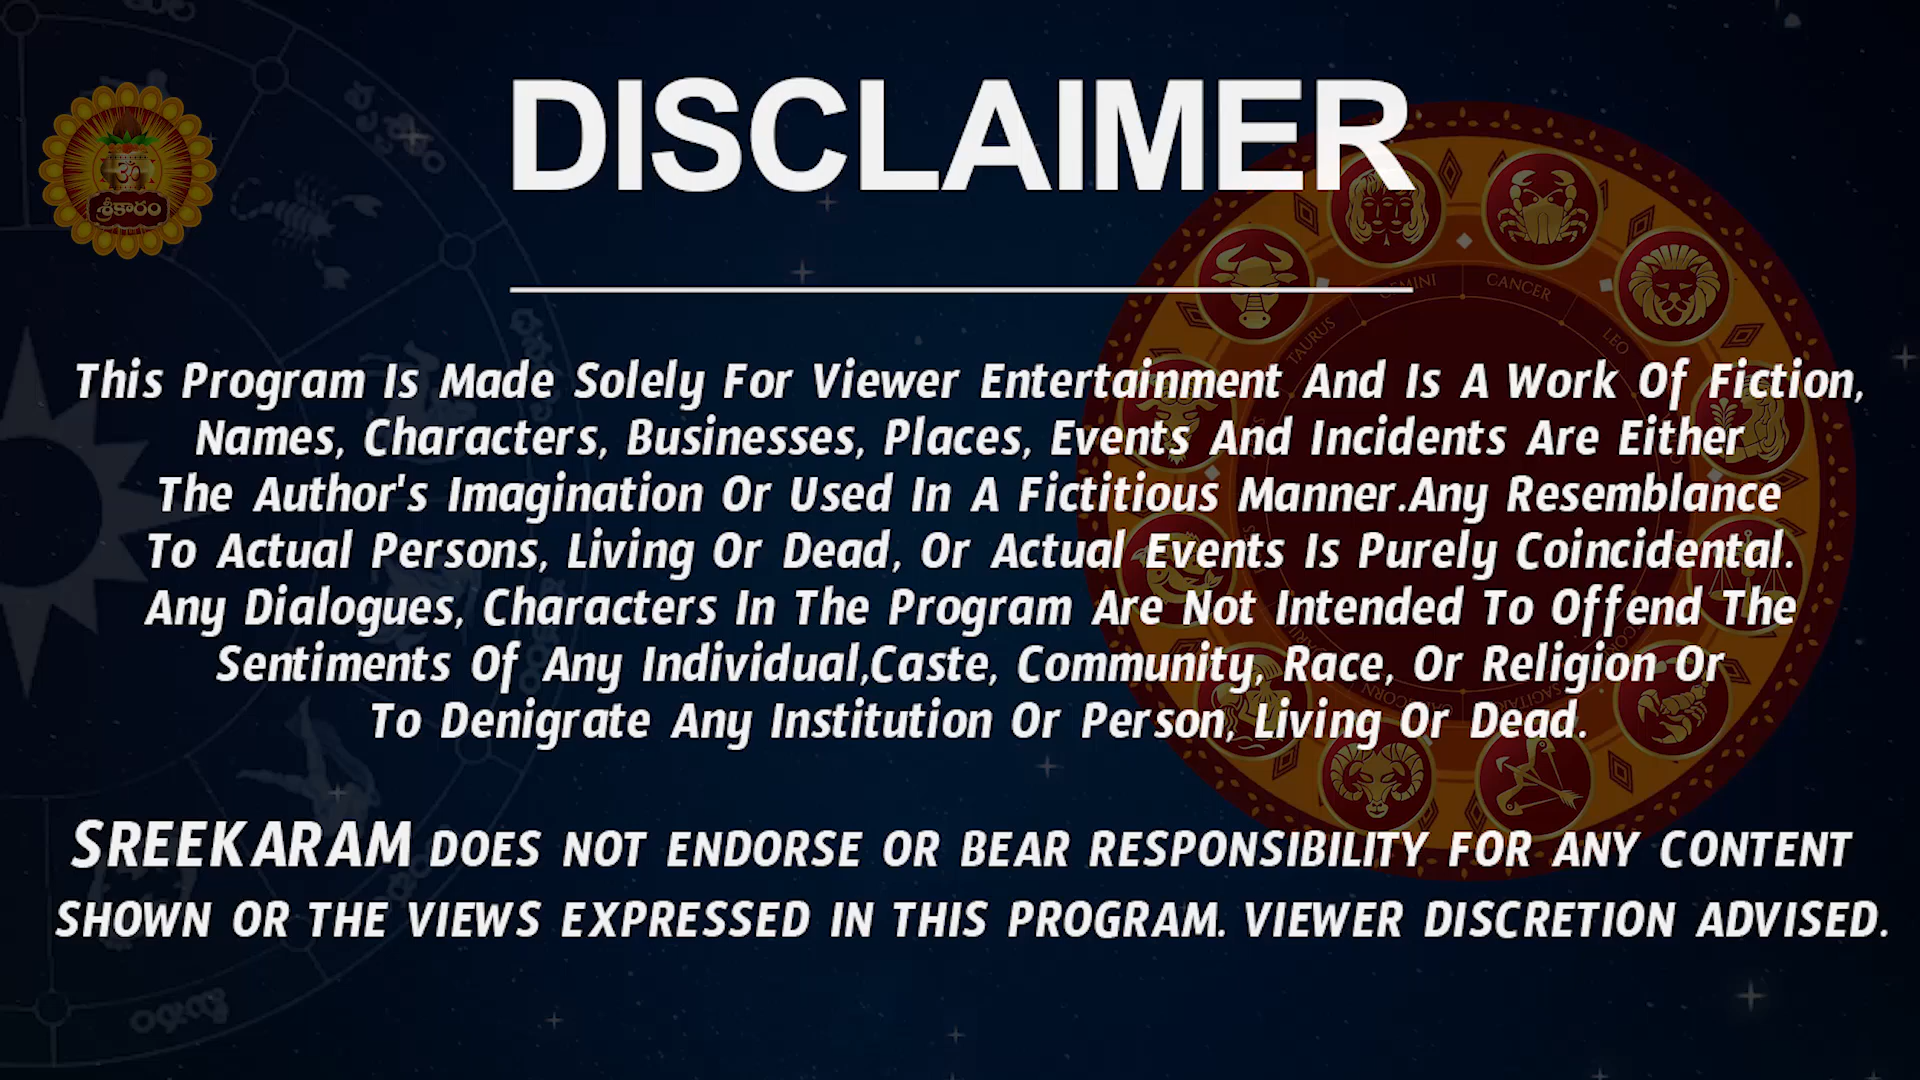 DISCLAIMER
ॐ
శ్రీకారం
GEMINI
CANCER
TAURUS
LEO
This Program Is Made Solely For Viewer Entertainment And Is A Work Of Fiction,
Names, Characters, Businesses, Places, Events And Incidents Are Either
The Author's Imagination Or Used In A Fictitious Manner.Any Resemblance
To Actual Persons, Living Or Dead, Or Actual Events Is Purely Coincidental.
Any Dialogues, Characters In The Program Are Not Intended To Offend The
Sentiments Of Any Individual,Caste, Community, Race, Or Religion Or
To Denigrate Any Institution Or Person, Living Or Dead.
SREEKARAM DOES NOT ENDORSE OR BEAR RESPONSIBILITY FOR ANY CONTENT
SHOWN OR THE VIEWS EXPRESSED IN THIS PROGRAM. VIEWER DISCRETION ADVISED.